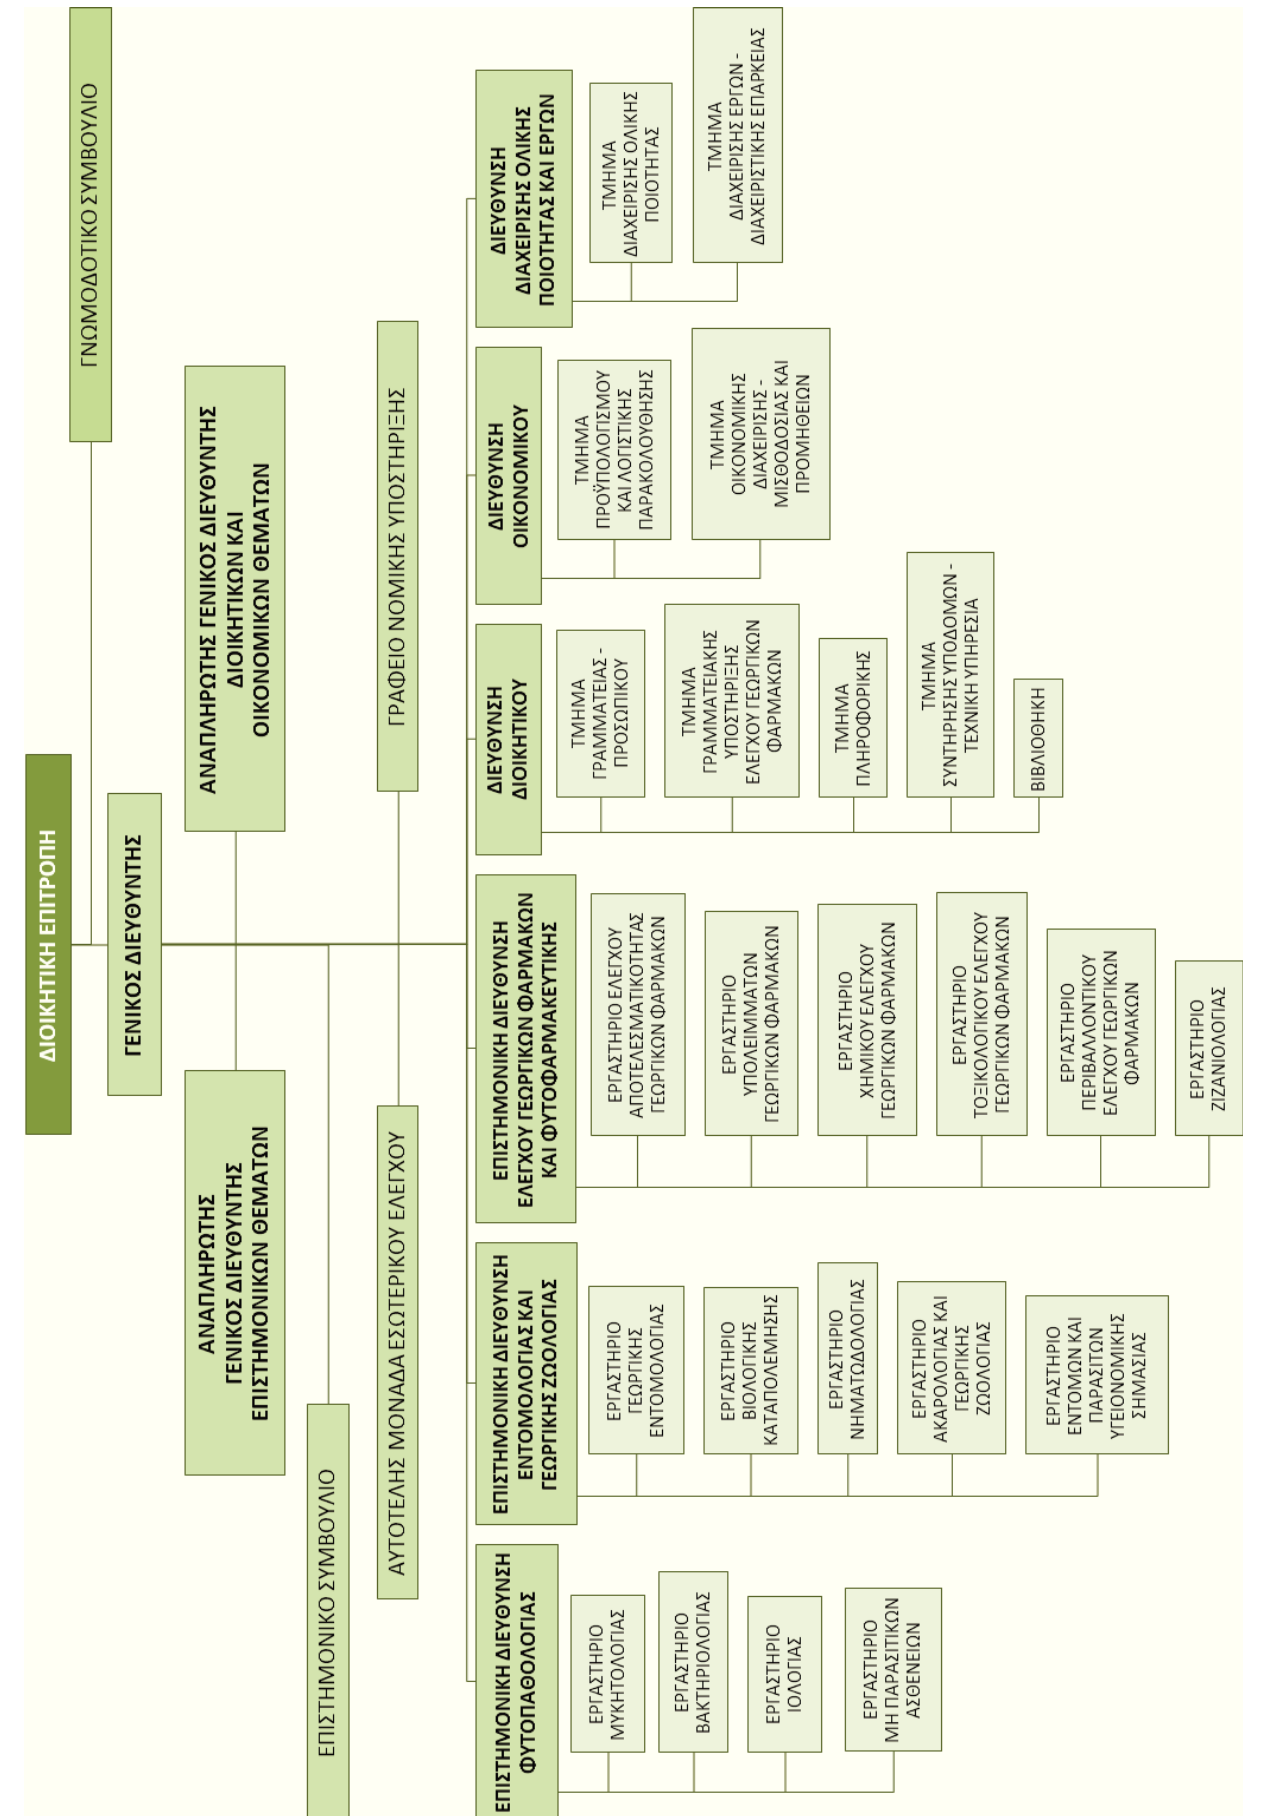 ΔΙΟΙΚΗΤΙΚΗ ΕΠΙΤΡΟΠΗ
ΓΝΩΜΟΔΟΤΙΚΟ ΣΥΜΒΟΥΛΙΟ
ΓΕΝΙΚΟΣ ΔΙΕΥΘΥΝΤΗΣ
ΑΝΑΠΛΗΡΩΤΗΣ
ΓΕΝΙΚΟΣ ΔΙΕΥΘΥΝΤΗΣ
ΕΠΙΣΤΗΜΟΝΙΚΩΝ ΘΕΜΑΤΩΝ
ΑΝΑΠΛΗΡΩΤΗΣ ΓΕΝΙΚΟΣ ΔΙΕΥΘΥΝΤΗΣ
ΔΙΟΙΚΗΤΙΚΩΝ ΚΑΙ
ΟΙΚΟΝΟΜΙΚΩΝ ΘΕΜΑΤΩΝ
ΕΠΙΣΤΗΜΟΝΙΚΟ ΣΥΜΒΟΥΛΙΟ
ΑΥΤΟΤΕΛΗΣ ΜΟΝΑΔΑ ΕΣΩΤΕΡΙΚΟΥ ΕΛΕΓΧΟΥ
ΓΡΑΦΕΙΟ ΝΟΜΙΚΗΣ ΥΠΟΣΤΗΡΙΞΗΣ
ΕΠΙΣΤΗΜΟΝΙΚΗ ΔΙΕΥΘΥΝΣΗ
ΦΥΤΟΠΑΘΟΛΟΓΙΑΣ
ΕΡΓΑΣΤΗΡΙΟ
ΜΥΚΗΤΟΛΟΓΙΑΣ
ΕΡΓΑΣΤΗΡΙΟ
ΒΑΚΤΗΡΙΟΛΟΓΙΑΣ
ΕΡΓΑΣΤΗΡΙΟ
ΙΟΛΟΓΙΑΣ
ΕΡΓΑΣΤΗΡΙΟ
ΜΗ ΠΑΡΑΣΙΤΙΚΩΝ
ΑΣΘΕΝΕΙΩΝ
ΕΠΙΣΤΗΜΟΝΙΚΗ ΔΙΕΥΘΥΝΣΗ
ΕΝΤΟΜΟΛΟΓΙΑΣ ΚΑΙ
ΓΕΩΡΓΙΚΗΣ ΖΩΟΛΟΓΙΑΣ
ΕΡΓΑΣΤΗΡΙΟ
ΓΕΩΡΓΙΚΗΣ
ΕΝΤΟΜΟΛΟΓΙΑΣ
ΕΡΓΑΣΤΗΡΙΟ
ΒΙΟΛΟΓΙΚΗΣ
ΚΑΤΑΠΟΛΕΜΗΣΗΣ
ΕΡΓΑΣΤΗΡΙΟ
ΝΗΜΑΤΩΔΟΛΟΓΙΑΣ
ΕΡΓΑΣΤΗΡΙΟ
ΑΚΑΡΟΛΟΓΙΑΣ ΚΑΙ
ΓΕΩΡΓΙΚΗΣ
ΖΩΟΛΟΓΙΑΣ
ΕΡΓΑΣΤΗΡΙΟ
ΕΝΤΟΜΩΝ ΚΑΙ
ΠΑΡΑΣΙΤΩΝ
ΥΓΕΙΟΝΟΜΙΚΗΣ
ΣΗΜΑΣΙΑΣ
ΕΠΙΣΤΗΜΟΝΙΚΗ ΔΙΕΥΘΥΝΣΗ
ΕΛΕΓΧΟΥ ΓΕΩΡΓΙΚΩΝ ΦΑΡΜΑΚΩΝ
ΚΑΙ ΦΥΤΟΦΑΡΜΑΚΕΥΤΙΚΗΣ
ΕΡΓΑΣΤΗΡΙΟ ΕΛΕΓΧΟΥ
ΑΠΟΤΕΛΕΣΜΑΤΙΚΟΤΗΤΑΣ
ΓΕΩΡΓΙΚΩΝ ΦΑΡΜΑΚΩΝ
ΕΡΓΑΣΤΗΡΙΟ
ΥΠΟΛΕΙΜΜΑΤΩΝ
ΓΕΩΡΓΙΚΩΝ ΦΑΡΜΑΚΩΝ
ΕΡΓΑΣΤΗΡΙΟ
ΧΗΜΙΚΟΥ ΕΛΕΓΧΟΥ
ΓΕΩΡΓΙΚΩΝ ΦΑΡΜΑΚΩΝ
ΕΡΓΑΣΤΗΡΙΟ
ΤΟΞΙΚΟΛΟΓΙΚΟΥ ΕΛΕΓΧΟΥ
ΓΕΩΡΓΙΚΩΝ ΦΑΡΜΑΚΩΝ
ΕΡΓΑΣΤΗΡΙΟ
ΠΕΡΙΒΑΛΛΟΝΤΙΚΟΥ
ΕΛΕΓΧΟΥ ΓΕΩΡΓΙΚΩΝ
ΦΑΡΜΑΚΩΝ
ΕΡΓΑΣΤΗΡΙΟ
ΖΙΖΑΝΙΟΛΟΓΙΑΣ
ΔΙΕΥΘΥΝΣΗ
ΔΙΟΙΚΗΤΙΚΟΥ
ΤΜΗΜΑ
ΓΡΑΜΜΑΤΕΙΑΣ -
ΠΡΟΣΩΠΙΚΟΥ
ΤΜΗΜΑ
ΓΡΑΜΜΑΤΕΙΑΚΗΣ
ΥΠΟΣΤΗΡΙΞΗΣ
ΕΛΕΓΧΟΥ ΓΕΩΡΓΙΚΩΝ
ΦΑΡΜΑΚΩΝ
ΤΜΗΜΑ
ΠΛΗΡΟΦΟΡΙΚΗΣ
ΤΜΗΜΑ
ΣΥΝΤΗΡΗΣΗΣ ΥΠΟΔΟΜΩΝ -
ΤΕΧΝΙΚΗ ΥΠΗΡΕΣΙΑ
ΒΙΒΛΙΟΘΗΚΗ
ΔΙΕΥΘΥΝΣΗ
ΟΙΚΟΝΟΜΙΚΟΥ
ΤΜΗΜΑ
ΠΡΟΫΠΟΛΟΓΙΣΜΟΥ
ΚΑΙ ΛΟΓΙΣΤΙΚΗΣ
ΠΑΡΑΚΟΛΟΥΘΗΣΗΣ
ΤΜΗΜΑ
ΟΙΚΟΝΟΜΙΚΗΣ
ΔΙΑΧΕΙΡΙΣΗΣ -
ΜΙΣΘΟΔΟΣΙΑΣ ΚΑΙ
ΠΡΟΜΗΘΕΙΩΝ
ΔΙΕΥΘΥΝΣΗ
ΔΙΑΧΕΙΡΙΣΗΣ ΟΛΙΚΗΣ
ΠΟΙΟΤΗΤΑΣ ΚΑΙ ΕΡΓΩΝ
ΤΜΗΜΑ
ΔΙΑΧΕΙΡΙΣΗΣ ΟΛΙΚΗΣ
ΠΟΙΟΤΗΤΑΣ
ΤΜΗΜΑ
ΔΙΑΧΕΙΡΙΣΗΣ ΕΡΓΩΝ -
ΔΙΑΧΕΙΡΙΣΤΙΚΗΣ ΕΠΑΡΚΕΙΑΣ